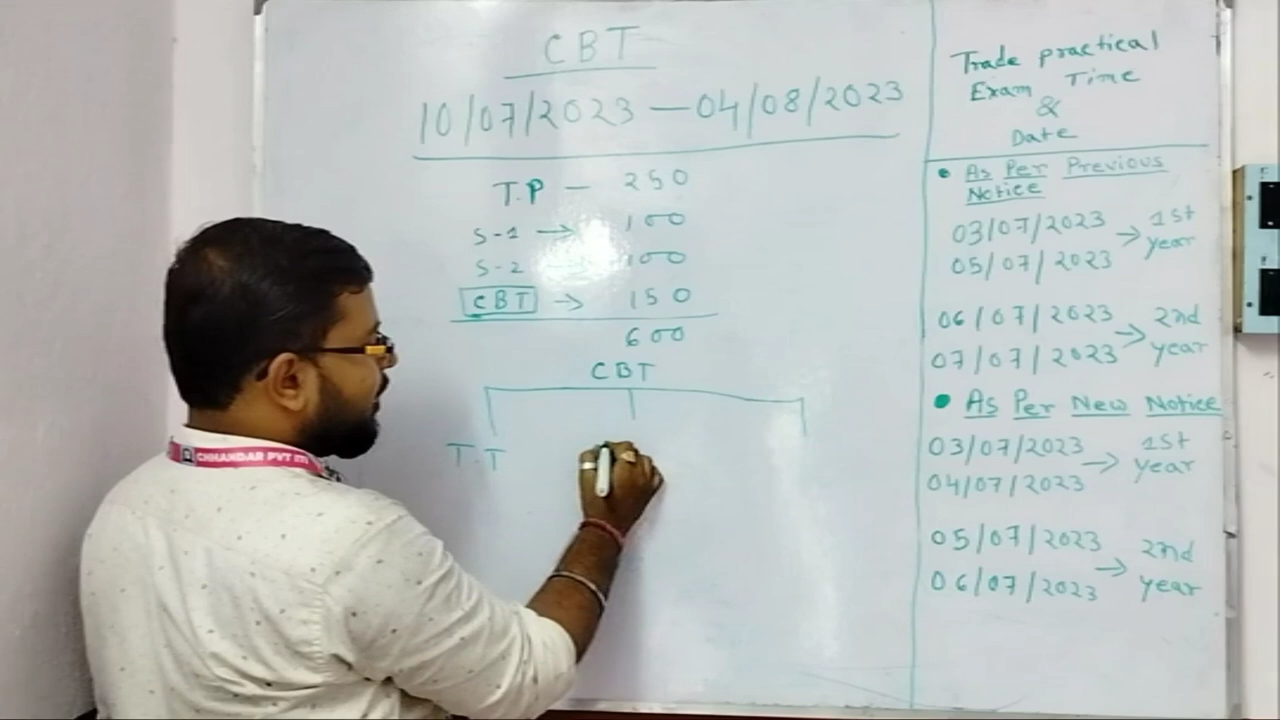 CBT
10/07/2023 — 04/08/2023
T.P — 250
S-1 → 100
S-2 → 100
CBT → 150
600
CBT
T.T
Trade practical
Exam Time
&
Date
• As Per Previous
Notice
03/07/2023
05/07/2023 → 1st year
06/07/2023
07/07/2023 → 2nd year
• As Per New Notice
03/07/2023
04/07/2023 → 1st year
05/07/2023
06/07/2023 → 2nd year
CHHANDAR PVT ITI